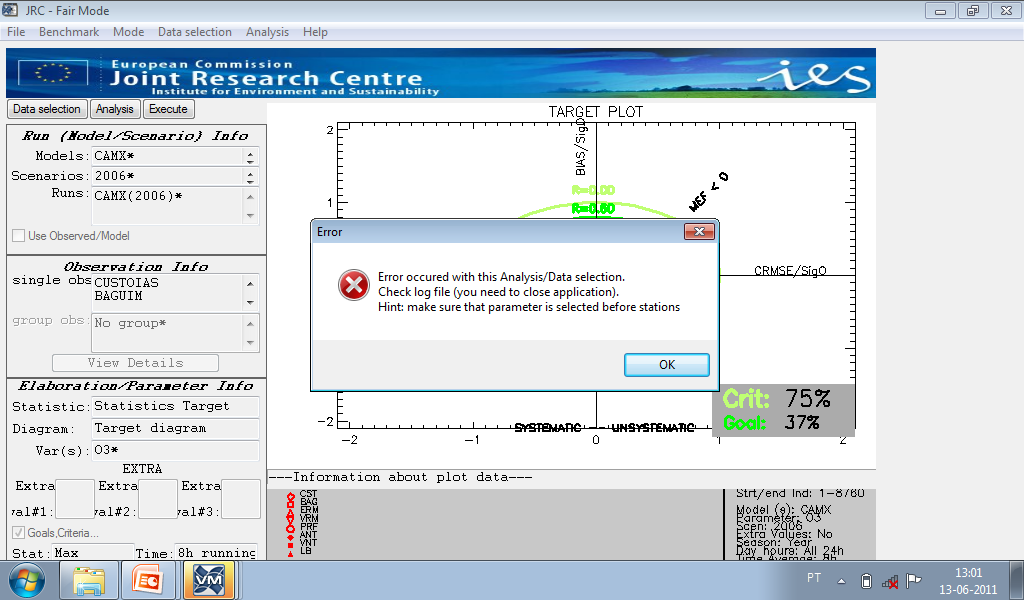 JRC - Fair Mode
File Benchmark Mode Data selection Analysis Help
European Commission
Joint Research Centre
Institute for Environment and Sustainability
ies
Data selection Analysis Execute
Run (Model/Scenario) Info
Models: CAMX*
Scenarios: 2006*
Runs: CAMX(2006)*
Use Observed/Model
Observation Info
single obs CUSTOIAS
BAGUIM
group obs: No group*
View Details
Elaboration/Parameter Info
Statistic: Statistics Target
Diagram: Target diagram
Var(s): O3*
EXTRA
Extra Extra Extra
val#1: val#2: val#3:
Goals,Criteria...
Stat: Max Time: 8h running
TARGET PLOT
BIAS/SigO
2
1
R=0.00
R=0.60
MEF < 0
CRMSE/SigO
Error
Error occured with this Analysis/Data selection.
Check log file (you need to close application).
Hint: make sure that parameter is selected before stations
OK
Crit: 75%
Goal: 37%
-2
SYSTEMATIC -- UNSYSTEMATIC
-2 -1 0 1 2
---Information about plot data---
CST
BAG
ERM
VRM
PRF
ANT
VNT
LB
Strt/end Ind: 1-8760
Model (s): CAMX
Parameter: O3
Scen: 2006
Extra Values: No
Season: Year
Day hours: All 24h
Time Average: 8h
VM
PT
13:01
13-06-2011